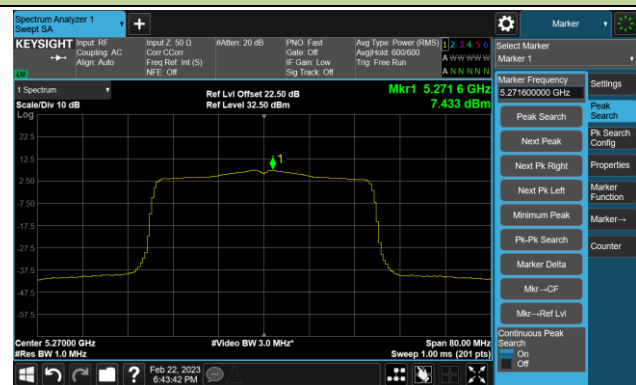 Spectrum Analyzer 1
Swept SA
+
Marker
KEYSIGHT
Input: RF
Coupling: AC
Align: Auto
Input Z: 50 Ω
Corr CCorr
Freq Ref: Int (S)
NFE: Off
#Atten: 20 dB
PNO: Fast
Gate: Off
IF Gain: Low
Sig Track: Off
Avg Type: Power (RMS)
Avg|Hold: 600/600
Trig: Free Run
1 2 3 4 5 6
A W W W W W
A N N N N N
LXI
1 Spectrum
Scale/Div 10 dB
Ref Lvl Offset 22.50 dB
Ref Level 32.50 dBm
Mkr1 5.271 6 GHz
7.433 dBm
Log
22.5
12.5
2.50
-7.50
-17.5
-27.5
-37.5
-47.5
-57.5
1
Center 5.27000 GHz
#Res BW 1.0 MHz
#Video BW 3.0 MHz*
Span 80.00 MHz
Sweep 1.00 ms (201 pts)
Select Marker
Marker 1
Marker Frequency
5.271600000 GHz
Peak Search
Next Peak
Next Pk Right
Next Pk Left
Minimum Peak
Pk-Pk Search
Marker Delta
Mkr→CF
Mkr→Ref Lvl
Continuous Peak
Search
On
Off
Settings
Peak
Search
Pk Search
Config
Properties
Marker
Function
Marker→
Counter
?
Feb 22, 2023
6:43:42 PM